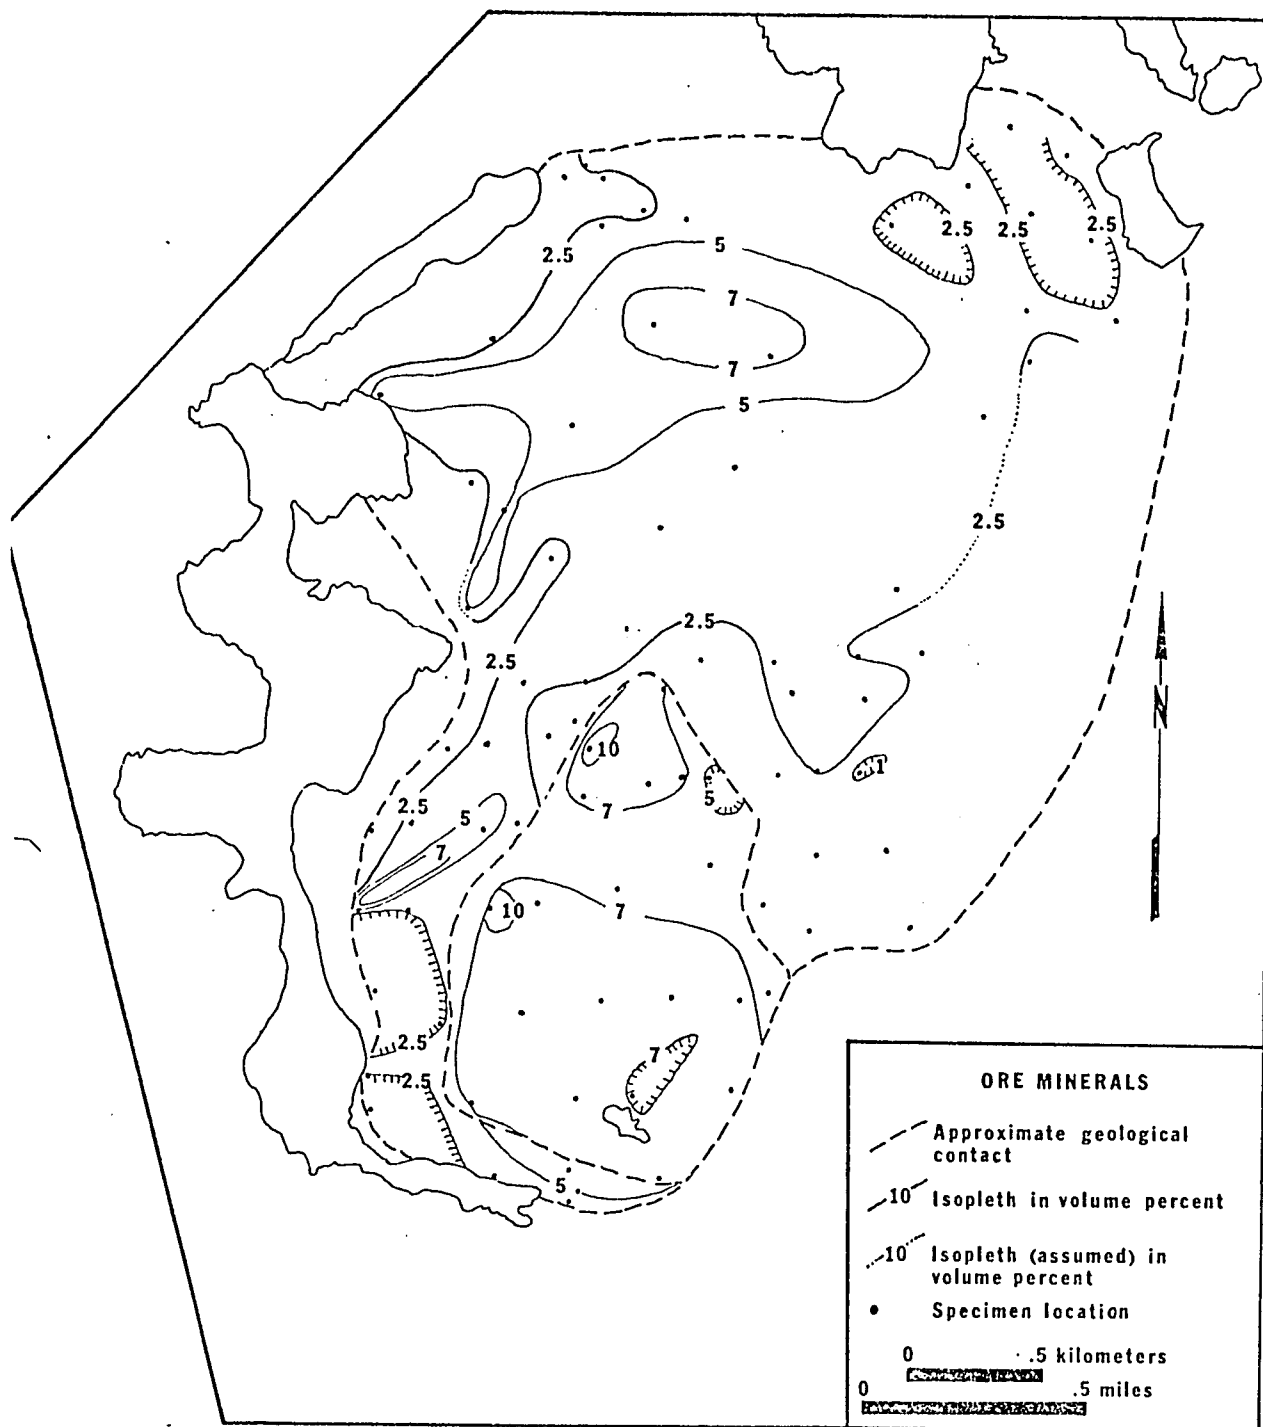 2.5
2.5
2.5
2.5
5
7
7
5
2.5
2.5
2.5
10
1
5
7
2.5
5
7
10
7
2.5
7
2.5
5
N
ORE MINERALS
Approximate geological
contact
10 Isopleth in volume percent
10 Isopleth (assumed) in
volume percent
Specimen location
0 .5 kilometers
0 .5 miles